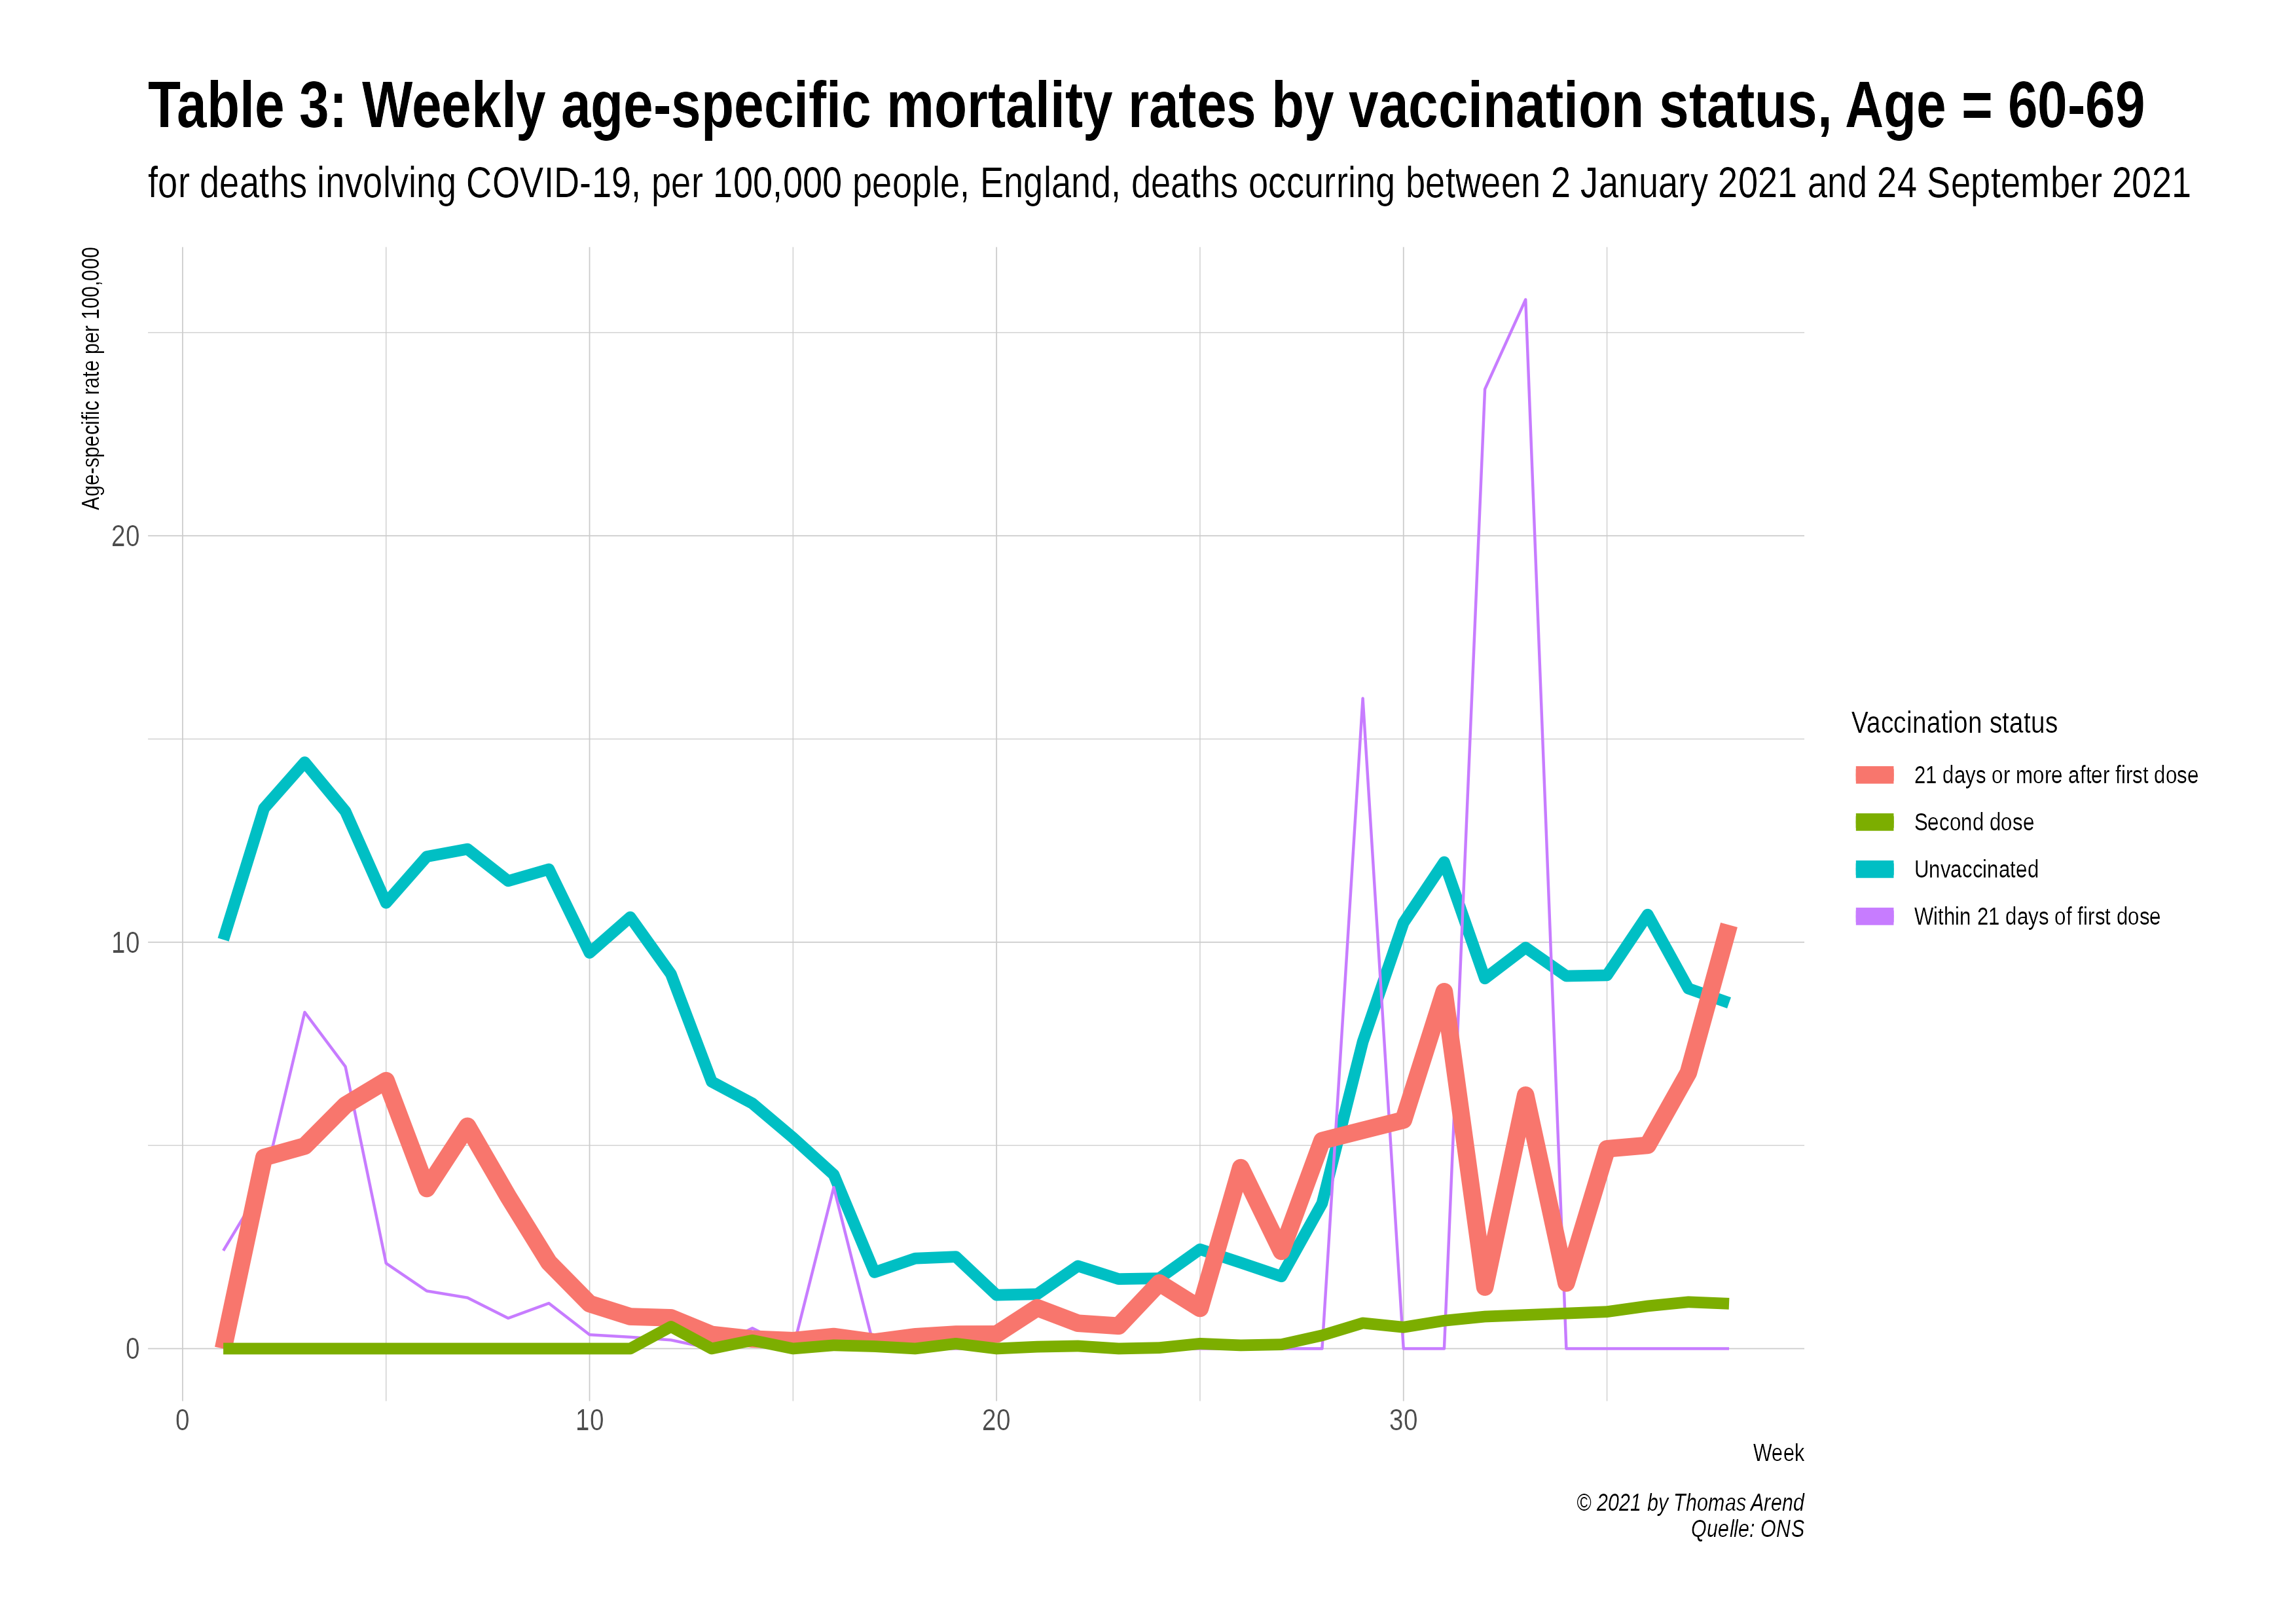 Table 3: Weekly age-specific mortality rates by vaccination status, Age = 60-69
for deaths involving COVID-19, per 100,000 people, England, deaths occurring between 2 January 2021 and 24 September 2021
Age-specific rate per 100,000
20
10
0
0
10
20
30
Week
Vaccination status
21 days or more after first dose
Second dose
Unvaccinated
Within 21 days of first dose
© 2021 by Thomas Arend
Quelle: ONS